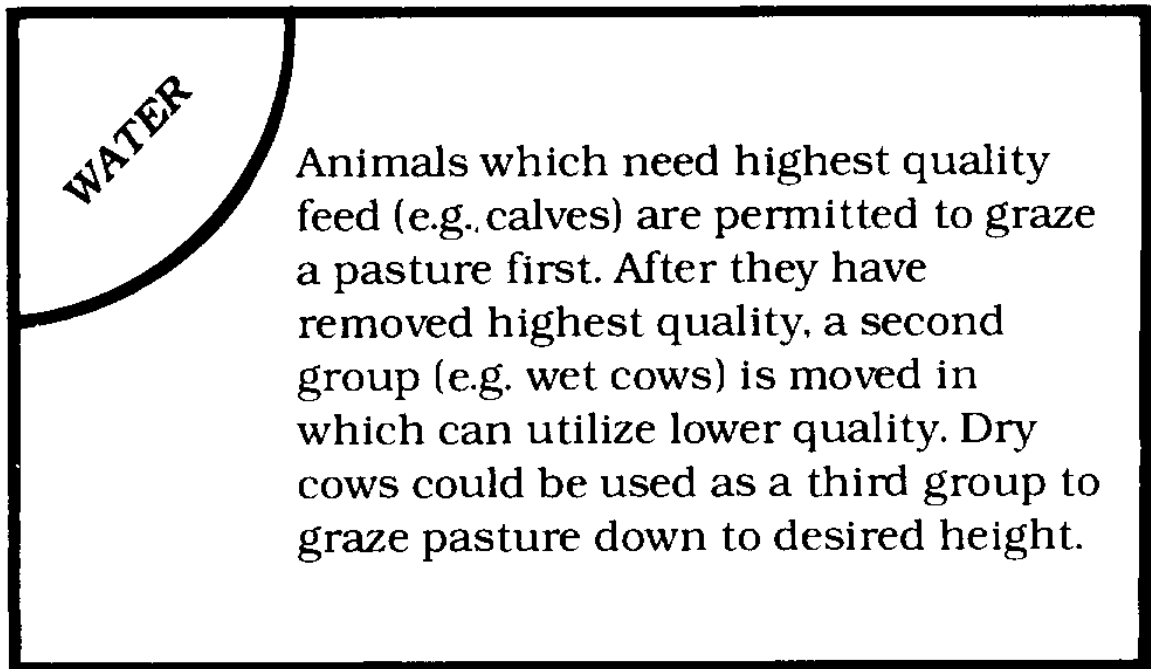 WATER
Animals which need highest quality
feed (e.g., calves) are permitted to graze
a pasture first. After they have
removed highest quality, a second
group (e.g. wet cows) is moved in
which can utilize lower quality. Dry
cows could be used as a third group to
graze pasture down to desired height.